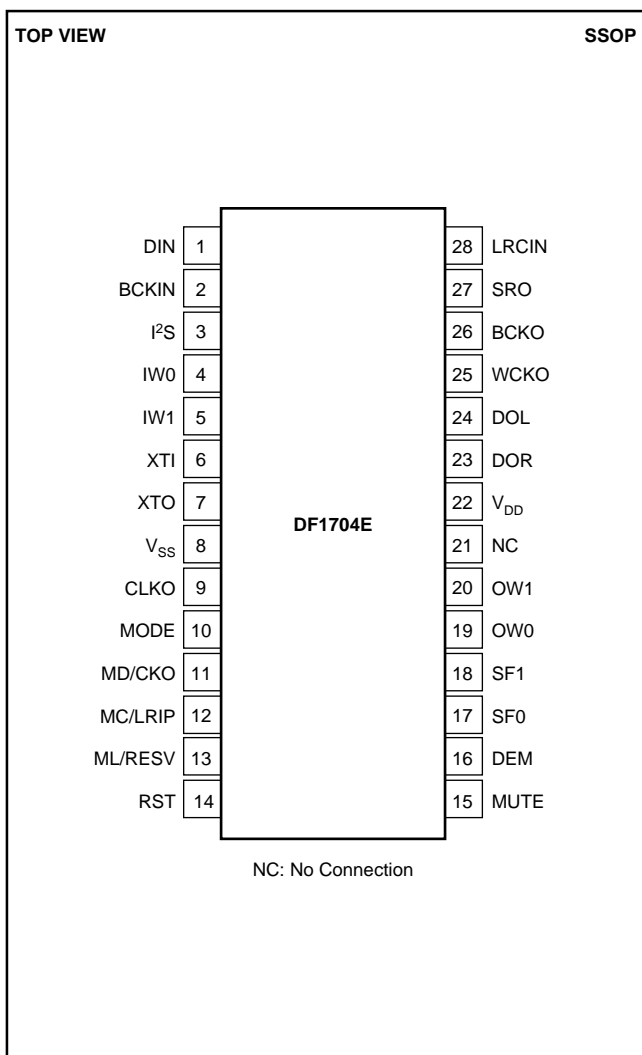 TOP VIEW SSOP
DIN 1 28 LRCIN
BCKIN 2 27 SRO
I²S 3 26 BCKO
IW0 4 25 WCKO
IW1 5 24 DOL
XTI 6 23 DOR
XTO 7 22 V_DD
DF1704E
V_SS 8 21 NC
CLKO 9 20 OW1
MODE 10 19 OW0
MD/CKO 11 18 SF1
MC/LRIP 12 17 SF0
ML/RESV 13 16 DEM
RST 14 15 MUTE
NC: No Connection